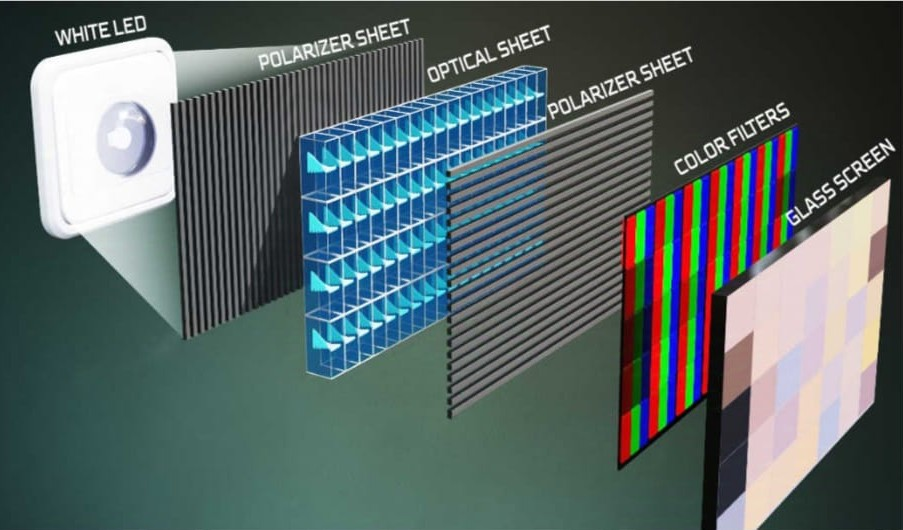 WHITE LED
POLARIZER SHEET
OPTICAL SHEET
POLARIZER SHEET
COLOR FILTERS
GLASS SCREEN